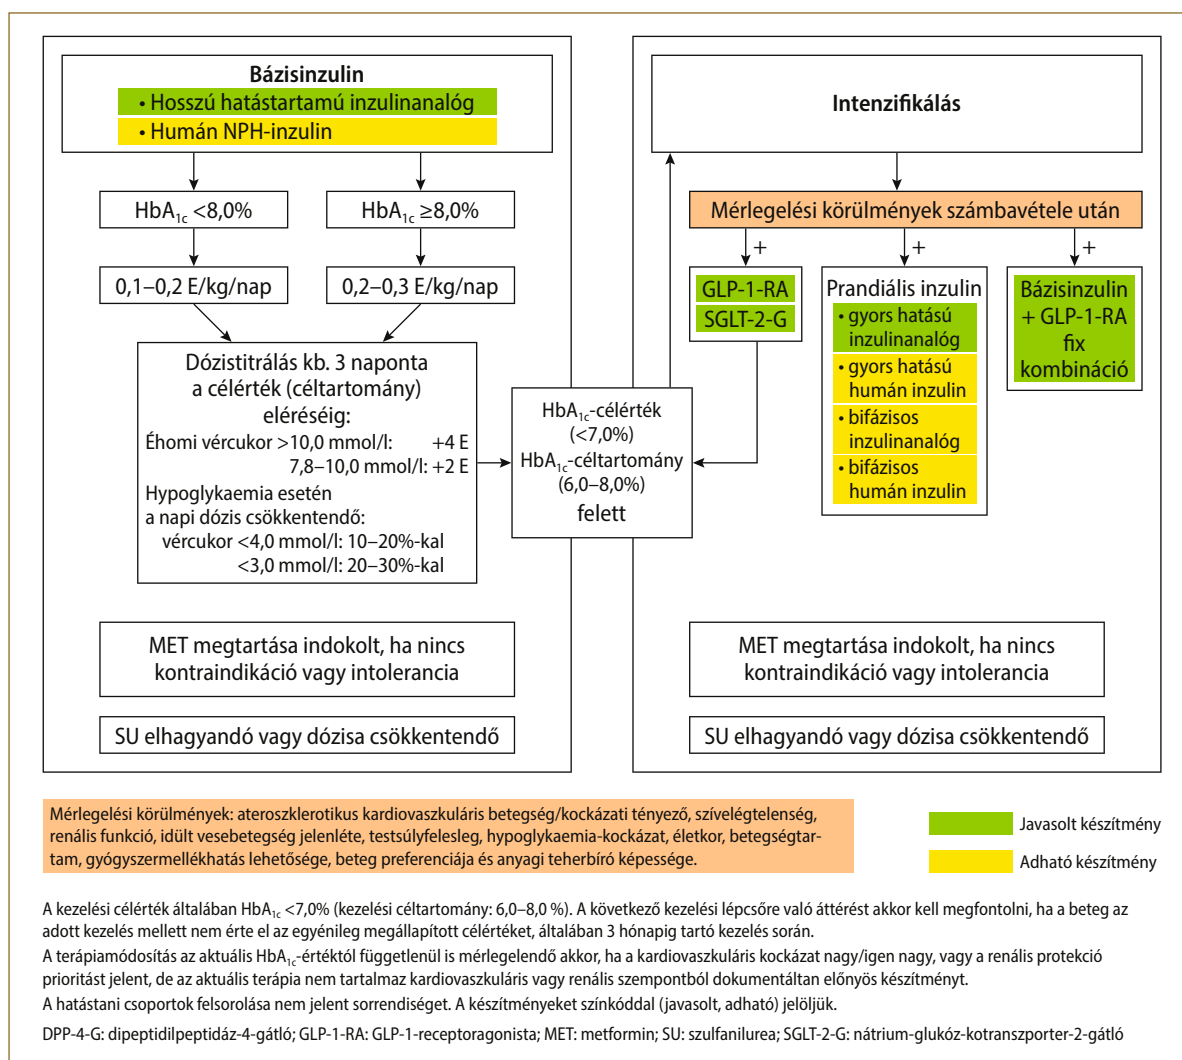 Bázisinzulin
• Hosszú hatástartamú inzulinanalóg
• Humán NPH-inzulin
HbA1c <8,0%
HbA1c ≥8,0%
0,1–0,2 E/kg/nap
0,2–0,3 E/kg/nap
Dózistitrálás kb. 3 naponta
a célérték (céltartomány)
eléréséig:
Éhomi vércukor >10,0 mmol/l: +4 E
7,8–10,0 mmol/l: +2 E
Hypoglykaemia esetén
a napi dózis csökkentendő:
vércukor <4,0 mmol/l: 10–20%-kal
<3,0 mmol/l: 20–30%-kal
MET megtartása indokolt, ha nincs
kontraindikáció vagy intolerancia
SU elhagyandó vagy dózisa csökkentendő
HbA1c-célérték
(<7,0%)
HbA1c-céltartomány
(6,0–8,0%)
felett
Intenzifikálás
Mérlegelési körülmények számbavétele után
+
+
+
GLP-1-RA
SGLT-2-G
Prandiális inzulin
• gyors hatású
inzulinanalóg
• gyors hatású
humán inzulin
• bifázisos
inzulinanalóg
• bifázisos
humán inzulin
Bázisinzulin
+ GLP-1-RA
fix
kombináció
MET megtartása indokolt, ha nincs
kontraindikáció vagy intolerancia
SU elhagyandó vagy dózisa csökkentendő
Mérlegelési körülmények: ateroszklerotikus kardiovaszkuláris betegség/kockázati tényező, szívelégtelenség,
renális funkció, idült vesebetegség jelenléte, testsúlyfelesleg, hypoglykaemia-kockázat, életkor, betegségtar-
tam, gyógyszermellékhatás lehetősége, beteg preferenciája és anyagi teherbíró képessége.
Javasolt készítmény
Adható készítmény
A kezelési célérték általában HbA1c <7,0% (kezelési céltartomány: 6,0–8,0 %). A következő kezelési lépcsőre való áttérést akkor kell megfontolni, ha a beteg az
adott kezelés mellett nem érte el az egyénileg megállapított célértéket, általában 3 hónapig tartó kezelés során.
A terápiamódosítás az aktuális HbA1c-értéktól függetlenül is mérlegelendő akkor, ha a kardiovaszkuláris kockázat nagy/igen nagy, vagy a renális protekció
prioritást jelent, de az aktuális terápia nem tartalmaz kardiovaszkuláris vagy renális szempontból dokumentáltan előnyös készítményt.
A hatástani csoportok felsorolása nem jelent sorrendiséget. A készítményeket színkóddal (javasolt, adható) jelöljük.
DPP-4-G: dipeptidilpeptidáz-4-gátló; GLP-1-RA: GLP-1-receptoragonista; MET: metformin; SU: szulfanilurea; SGLT-2-G: nátrium-glukóz-kotranszporter-2-gátló